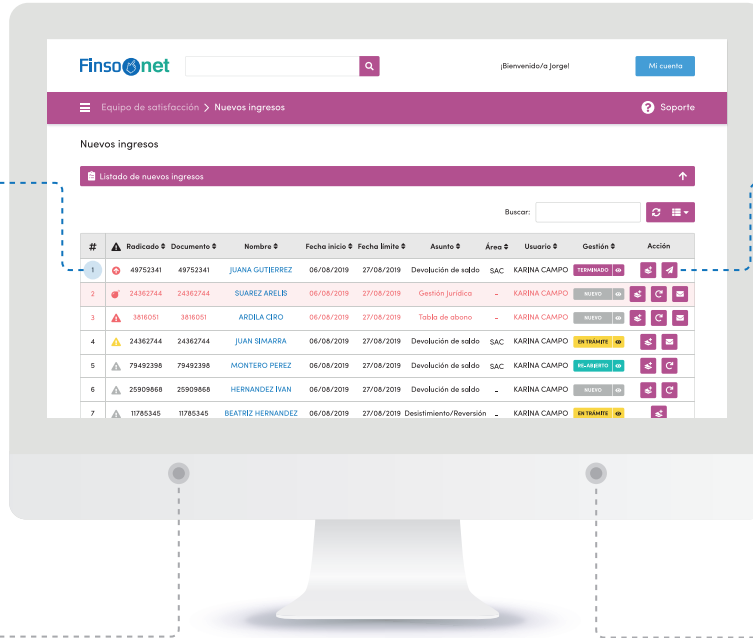 Finsonet
¡Bienvenido/a Jorge!
Mi cuenta
Equipo de satisfacción > Nuevos ingresos
Soporte
Nuevos ingresos
Listado de nuevos ingresos
Buscar:
# Radicado Documento Nombre Fecha inicio Fecha límite Asunto Área Usuario Gestión Acción
1 49752341 49752341 JUANA GUTIERREZ 06/08/2019 27/08/2019 Devolución de saldo SAC KARINA CAMPO TERMINADO
2 24362744 24362744 SUAREZ ARELIS 06/08/2019 27/08/2019 Gestión Jurídica - KARINA CAMPO NUEVO
3 3816051 3816051 ARDILA CIRO 06/08/2019 27/08/2019 Tabla de abono - KARINA CAMPO NUEVO
4 24362744 24362744 JUAN SIMARRA 06/08/2019 27/08/2019 Devolución de saldo SAC KARINA CAMPO EN TRÁMITE
5 79492398 79492398 MONTERO PEREZ 06/08/2019 27/08/2019 Devolución de saldo SAC KARINA CAMPO RE-ABIERTO
6 25909868 25909868 HERNANDEZ IVAN 06/08/2019 27/08/2019 Devolución de saldo - KARINA CAMPO NUEVO
7 11785345 11785345 BEATRIZ HERNANDEZ 06/08/2019 27/08/2019 Desistimiento/Reversión - KARINA CAMPO EN TRÁMITE